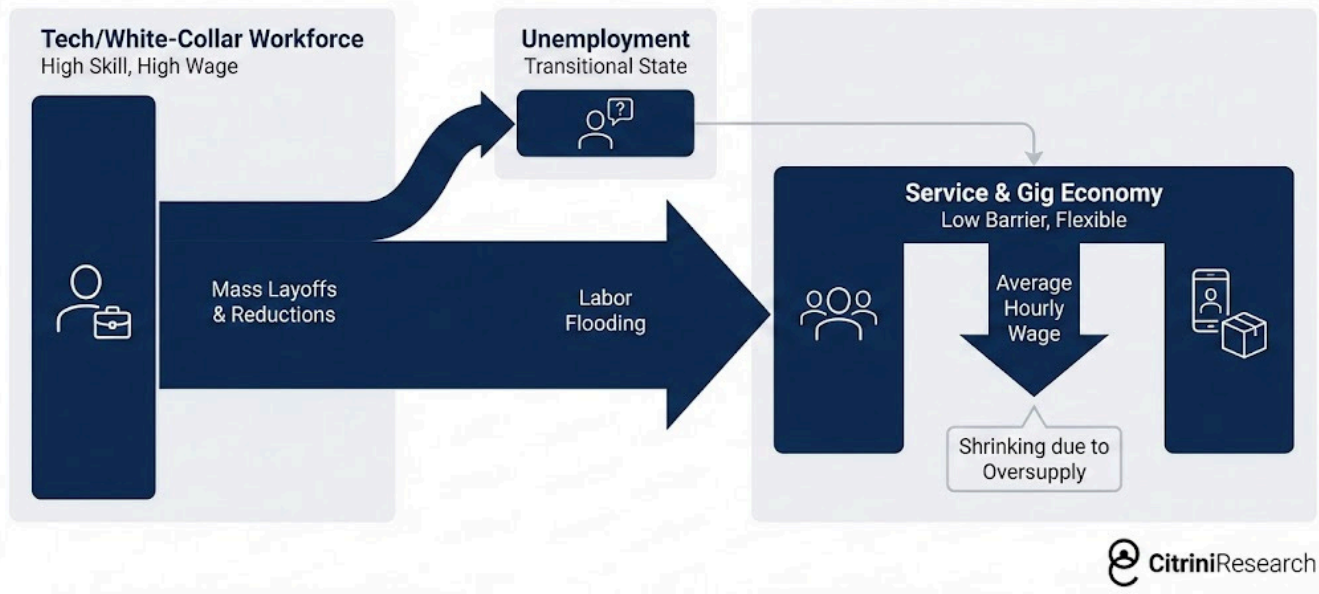 Tech/White-Collar Workforce
High Skill, High Wage
Unemployment
Transitional State
?
Service & Gig Economy
Low Barrier, Flexible
Mass Layoffs
& Reductions
Labor
Flooding
Average
Hourly
Wage
Shrinking due to
Oversupply
CitriniResearch